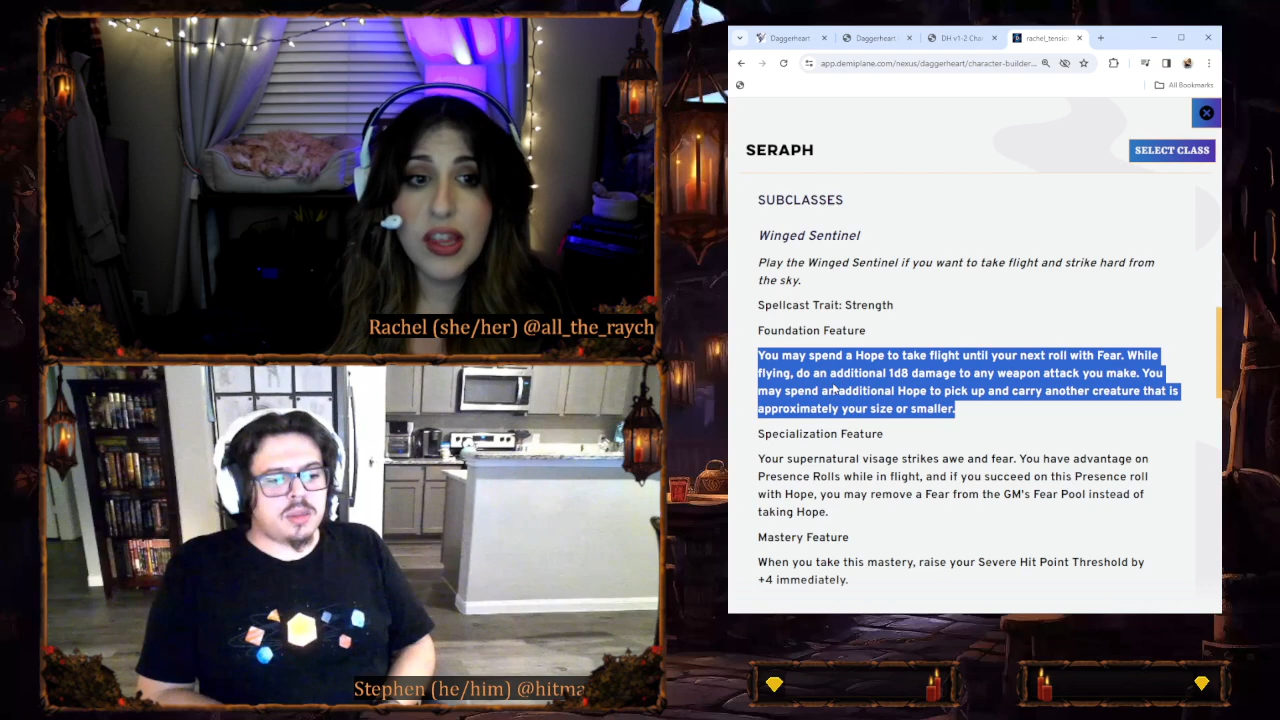 Rachel (she/her) @all_the_raych
Stephen (he/him) @hitma
Daggerheart
Daggerheart
DH v1-2 Cha
rachel_tensio
app.demiplane.com/nexus/daggerheart/character-builder...
All Bookmarks
SERAPH
SELECT CLASS
SUBCLASSES
Winged Sentinel
Play the Winged Sentinel if you want to take flight and strike hard from
the sky.
Spellcast Trait: Strength
Foundation Feature
You may spend a Hope to take flight until your next roll with Fear. While
flying, do an additional 1d8 damage to any weapon attack you make. You
may spend an additional Hope to pick up and carry another creature that is
approximately your size or smaller.
Specialization Feature
Your supernatural visage strikes awe and fear. You have advantage on
Presence Rolls while in flight, and if you succeed on this Presence roll
with Hope, you may remove a Fear from the GM's Fear Pool instead of
taking Hope.
Mastery Feature
When you take this mastery, raise your Severe Hit Point Threshold by
+4 immediately.